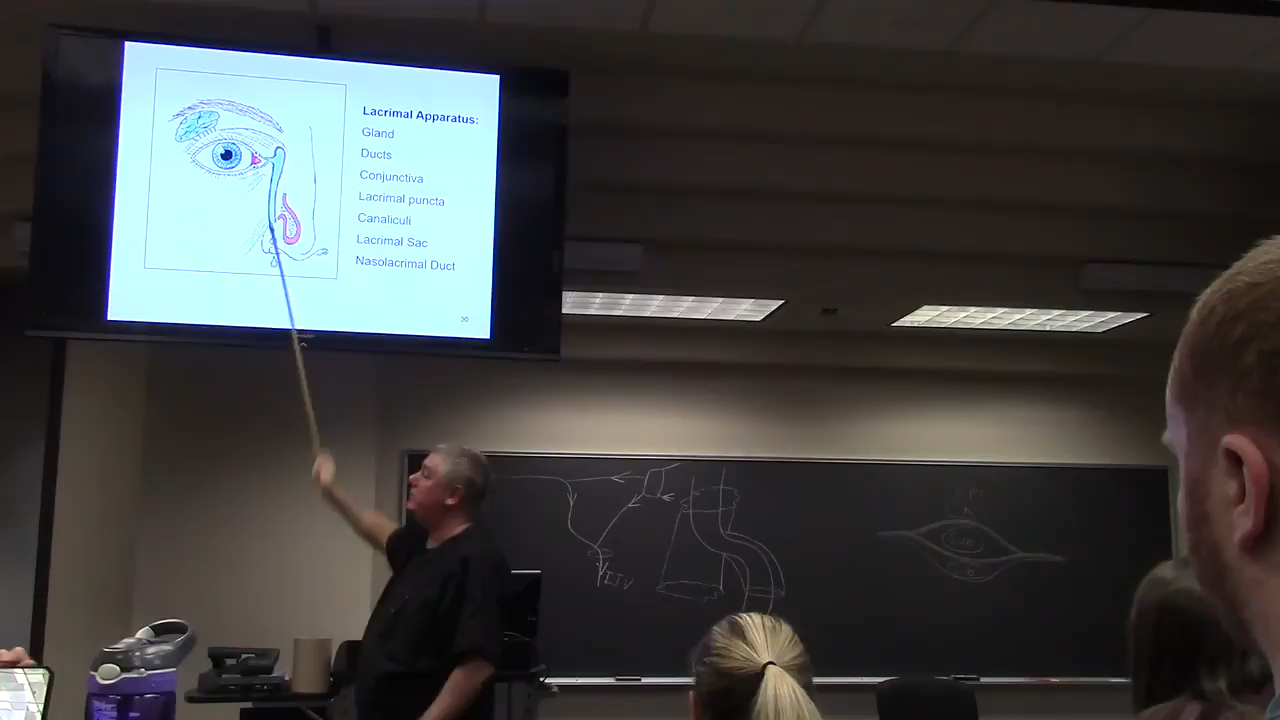 Lacrimal Apparatus:
Gland
Ducts
Conjunctiva
Lacrimal puncta
Canaliculi
Lacrimal Sac
Nasolacrimal Duct
30